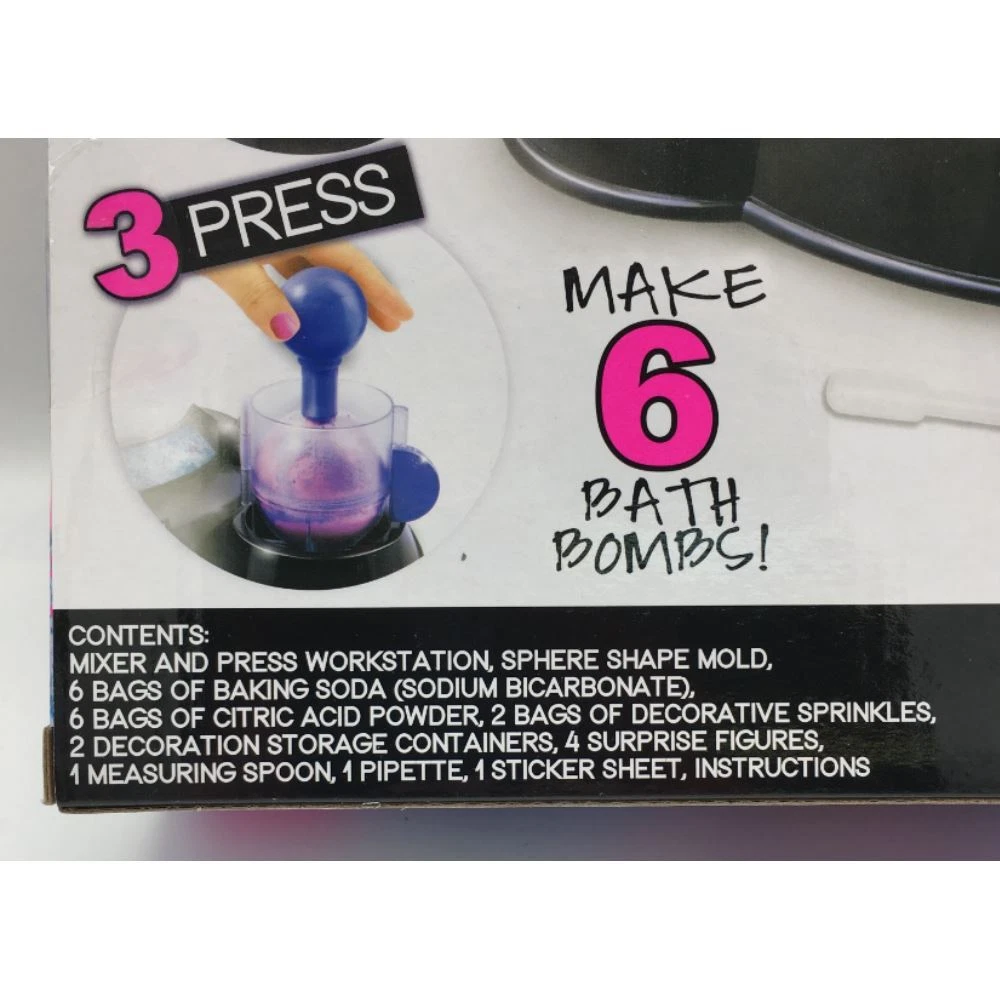 3 PRESS
MAKE
6
BATH
BOMBS!
CONTENTS:
MIXER AND PRESS WORKSTATION, SPHERE SHAPE MOLD,
6 BAGS OF BAKING SODA (SODIUM BICARBONATE),
6 BAGS OF CITRIC ACID POWDER, 2 BAGS OF DECORATIVE SPRINKLES,
2 DECORATION STORAGE CONTAINERS, 4 SURPRISE FIGURES,
1 MEASURING SPOON, 1 PIPETTE, 1 STICKER SHEET, INSTRUCTIONS